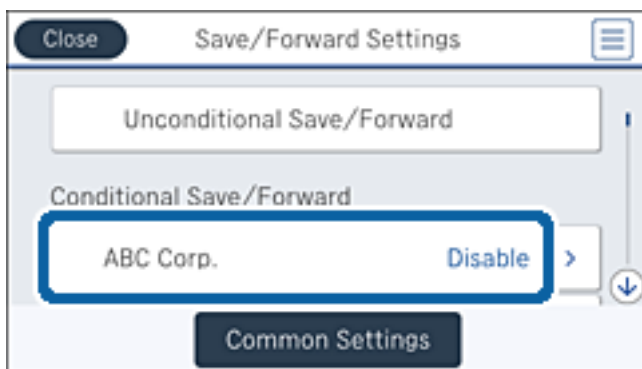 Close Save/Forward Settings
Unconditional Save/Forward
Conditional Save/Forward
ABC Corp. Disable
Common Settings